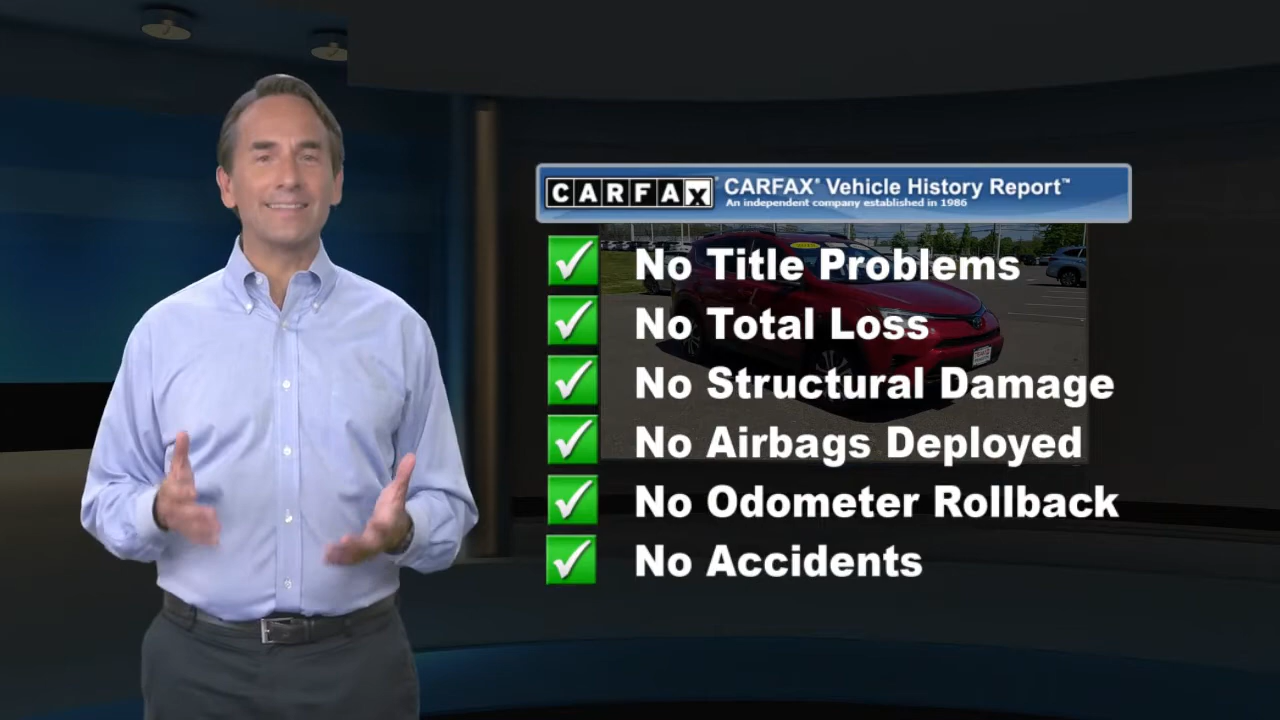 CARFAX CARFAX® Vehicle History Report™
An independent company established in 1986
No Title Problems
No Total Loss
No Structural Damage
No Airbags Deployed
No Odometer Rollback
No Accidents